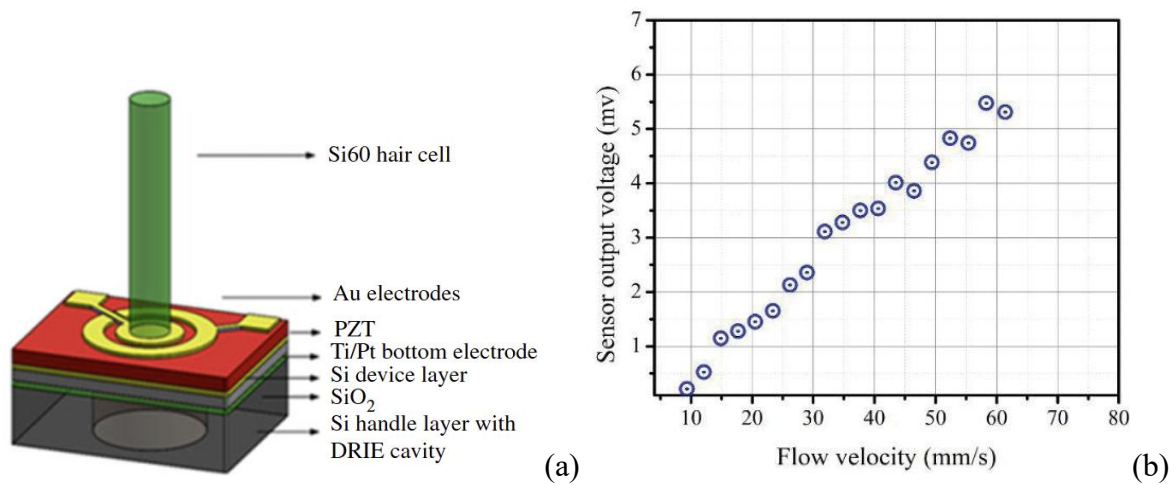 Si60 hair cell
Au electrodes
PZT
Ti/Pt bottom electrode
Si device layer
SiO₂
Si handle layer with
DRIE cavity
(a)
Sensor output voltage (mv)
7
6
5
4
3
2
1
10 20 30 40 50 60 70 80
Flow velocity (mm/s)
(b)